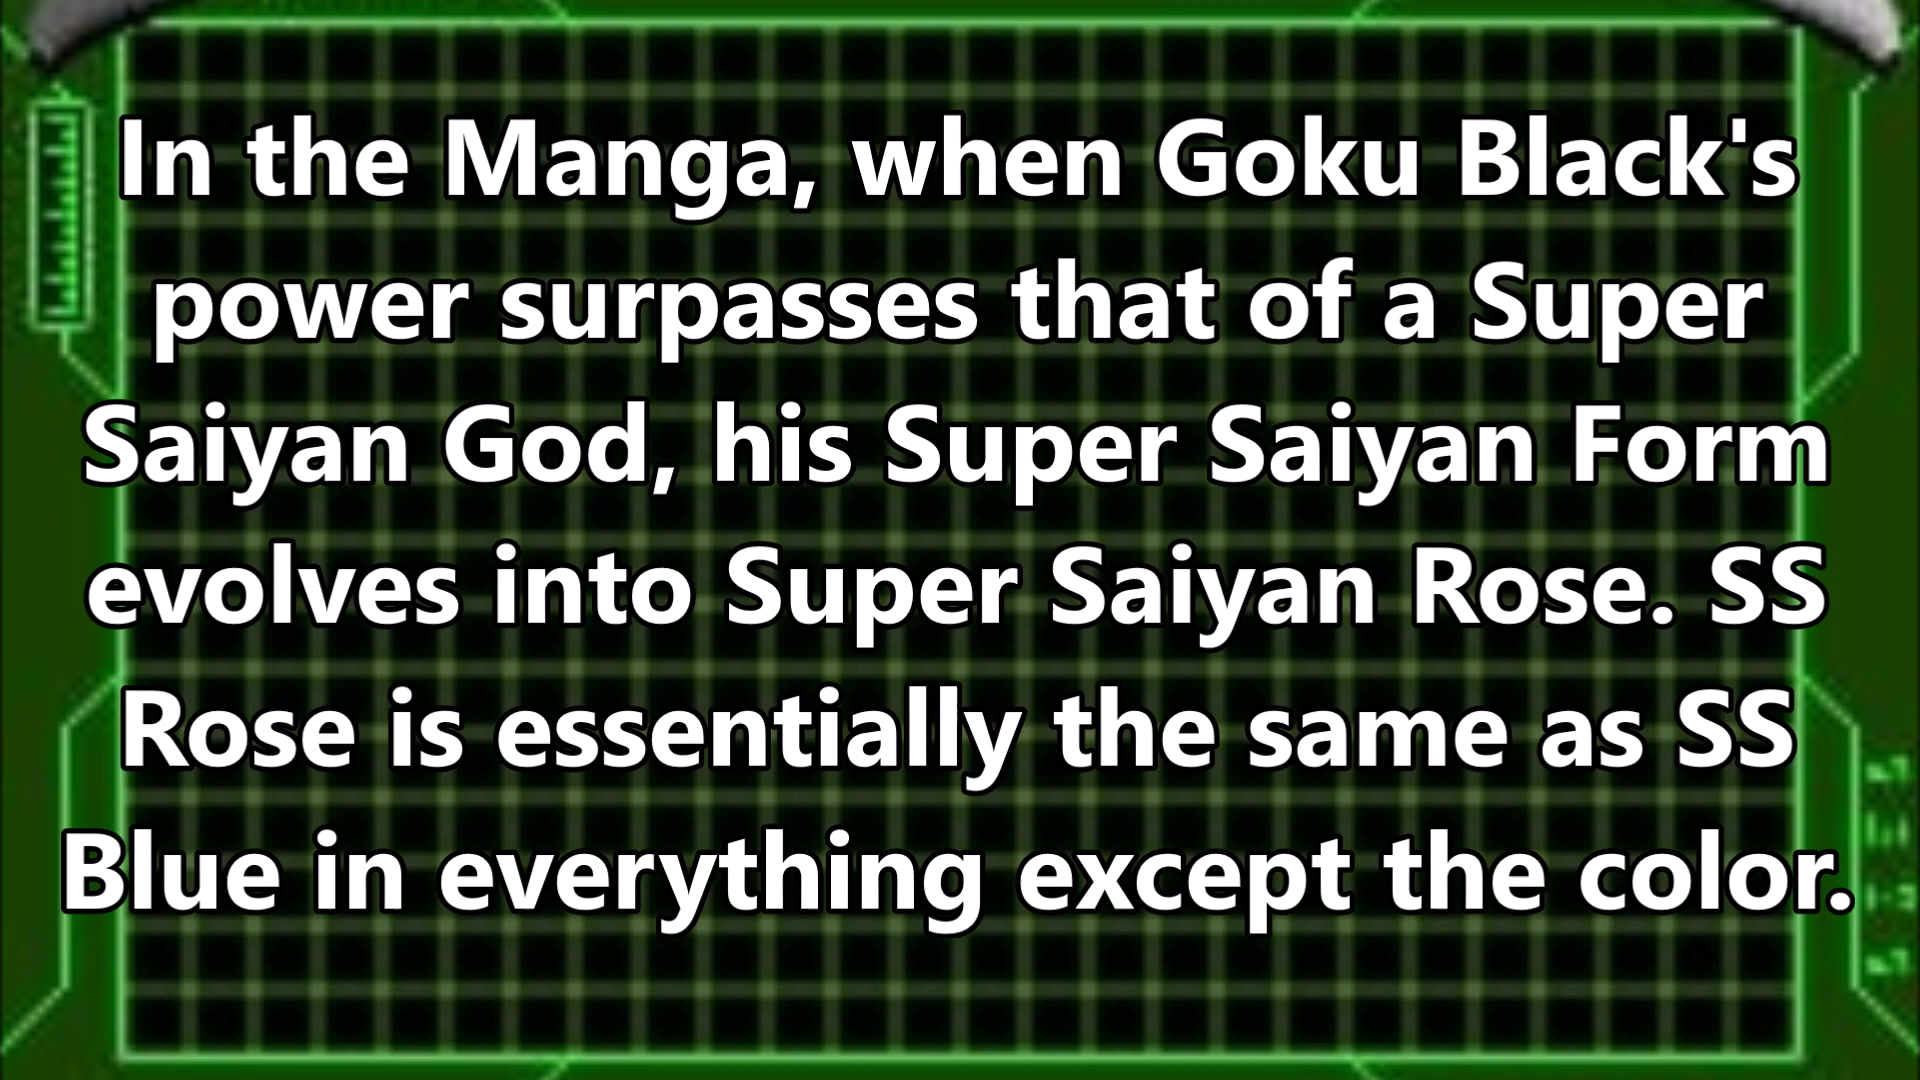 In the Manga, when Goku Black's
power surpasses that of a Super
Saiyan God, his Super Saiyan Form
evolves into Super Saiyan Rose. SS
Rose is essentially the same as SS
Blue in everything except the color.